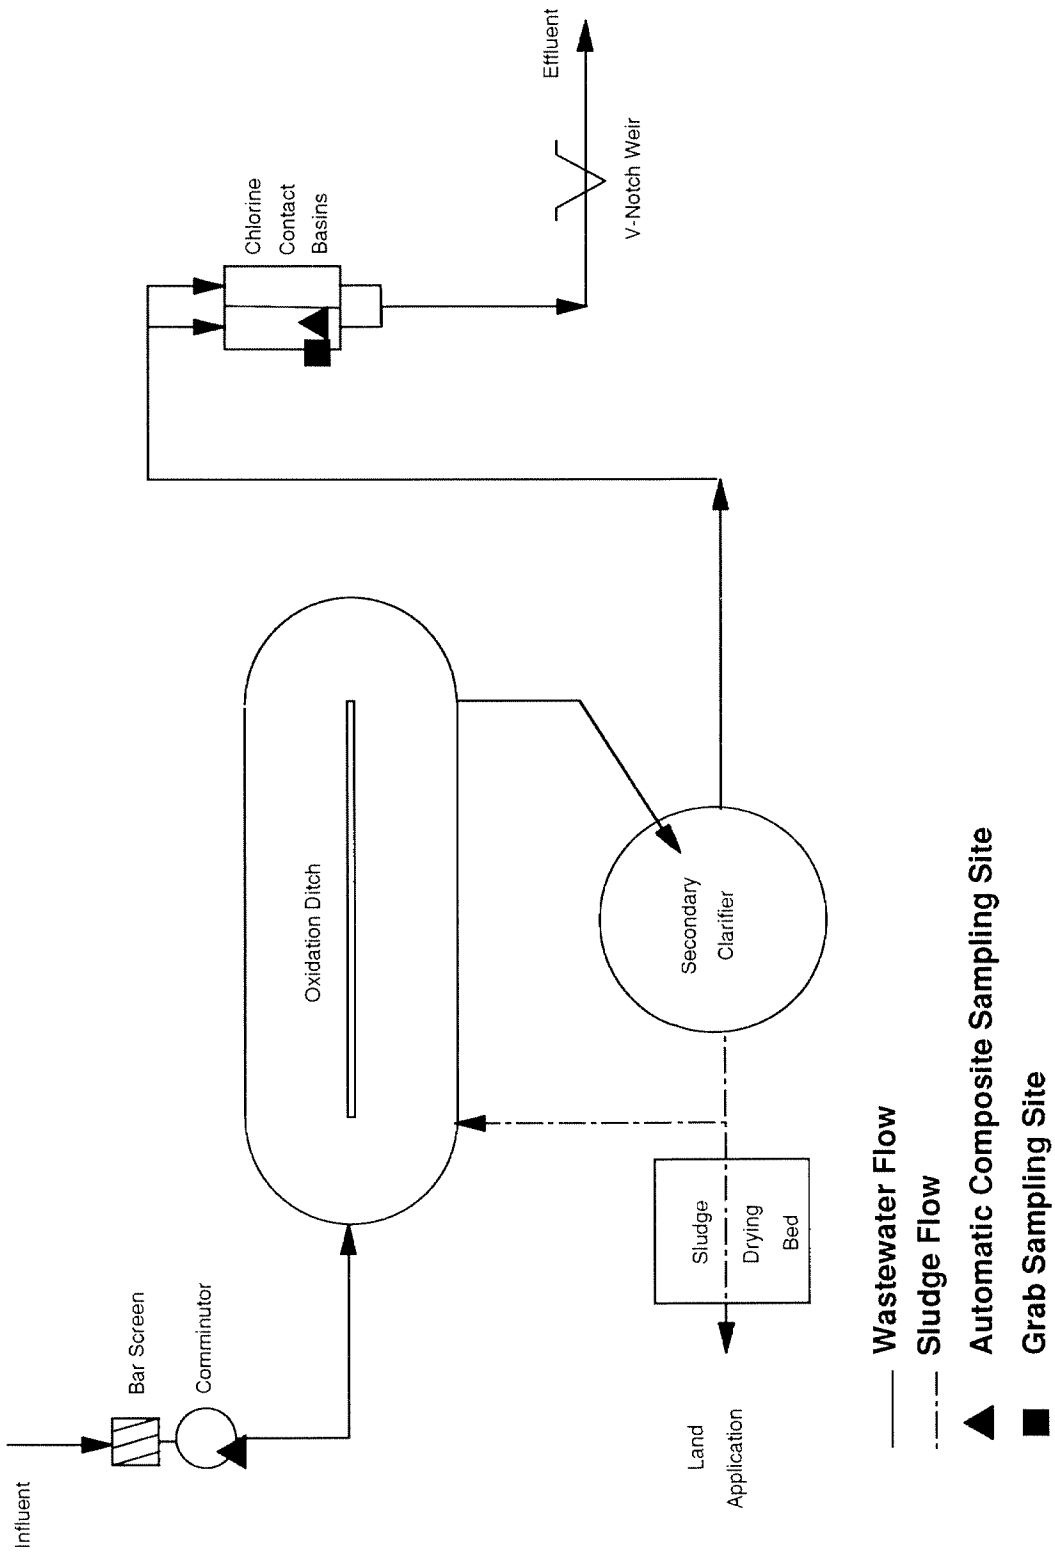 Influent
Bar Screen
Comminutor
Oxidation Ditch
Secondary
Clarifier
Chlorine
Contact
Basins
Effluent
V-Notch Weir
Sludge
Drying
Bed
Land
Application
Wastewater Flow
Sludge Flow
Automatic Composite Sampling Site
Grab Sampling Site